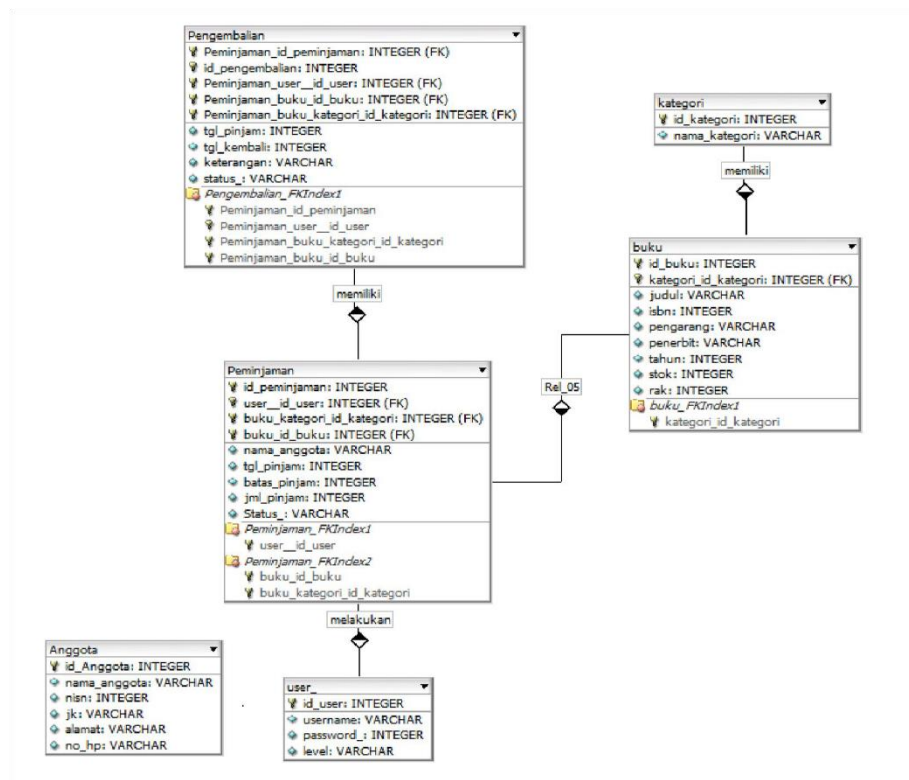 Pengembalian
Peminjaman_id_peminjaman: INTEGER (FK)
id_pengembalian: INTEGER
Peminjaman_user__id_user: INTEGER (FK)
Peminjaman_buku_id_buku: INTEGER (FK)
Peminjaman_buku_kategori_id_kategori: INTEGER (FK)
tgl_pinjam: INTEGER
tgl_kembali: INTEGER
keterangan: VARCHAR
status_: VARCHAR
Pengembalian_FKIndex1
Peminjaman_id_peminjaman
Peminjaman_user__id_user
Peminjaman_buku_kategori_id_kategori
Peminjaman_buku_id_buku
kategori
id_kategori: INTEGER
nama_kategori: VARCHAR
memiliki
buku
id_buku: INTEGER
kategori_id_kategori: INTEGER (FK)
judul: VARCHAR
isbn: INTEGER
pengarang: VARCHAR
penerbit: VARCHAR
tahun: INTEGER
stok: INTEGER
rak: INTEGER
buku_FKIndex1
kategori_id_kategori
memiliki
Rel_05
Peminjaman
id_peminjaman: INTEGER
user__id_user: INTEGER (FK)
buku_kategori_id_kategori: INTEGER (FK)
buku_id_buku: INTEGER (FK)
nama_anggota: VARCHAR
tgl_pinjam: INTEGER
batas_pinjam: INTEGER
jml_pinjam: INTEGER
Status_: VARCHAR
Peminjaman_FKIndex1
user__id_user
Peminjaman_FKIndex2
buku_id_buku
buku_kategori_id_kategori
melakukan
Anggota
id_Anggota: INTEGER
nama_anggota: VARCHAR
nisn: INTEGER
jk: VARCHAR
alamat: VARCHAR
no_hp: VARCHAR
user_
id_user: INTEGER
username: VARCHAR
password_: INTEGER
level: VARCHAR